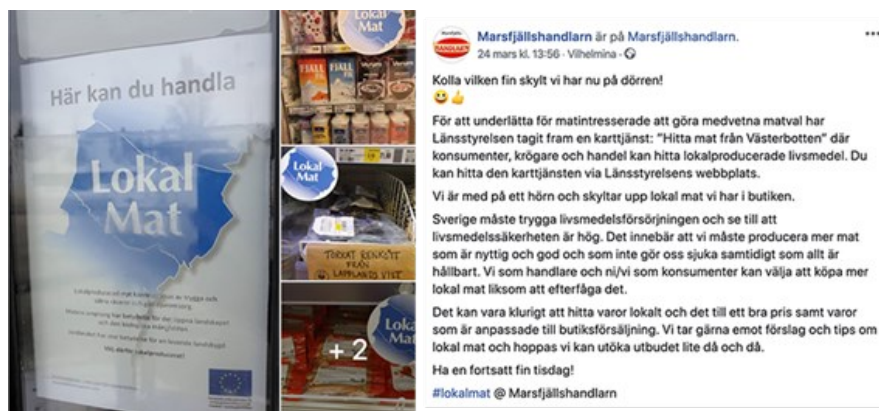 Här kan du handla
Lokal
Mat
Lokal
Mat
FJÄLL
FJÄLL
FIL
Lokal
Mat
TORKAT RENKÖTT
FRÅN
LAPPLANDS VILT
Mat
+ 2
HANDLARN
Marsfjällshandlarn är på Marsfjällshandlarn.
24 mars kl. 13:56 · Vilhelmina ·
Kolla vilken fin skylt vi har nu på dörren!
😃👍
För att underlätta för matintresserade att göra medvetna matval har
Länsstyrelsen tagit fram en karttjänst: "Hitta mat från Västerbotten" där
konsumenter, krögare och handel kan hitta lokalproducerade livsmedel. Du
kan hitta den karttjänsten via Länsstyrelsens webbplats.
Vi är med på ett hörn och skyltar upp lokal mat vi har i butiken.
Sverige måste trygga livsmedelsförsörjningen och se till att
livsmedelssäkerheten är hög. Det innebär att vi måste producera mer mat
som är nyttig och god och som inte gör oss sjuka samtidigt som allt är
hållbart. Vi som handlare och ni/vi som konsumenter kan välja att köpa mer
lokal mat liksom att efterfåga det.
Det kan vara klurigt att hitta varor lokalt och det till ett bra pris samt varor
som är anpassade till butiksförsäljning. Vi tar gärna emot förslag och tips om
lokal mat och hoppas vi kan utöka utbudet lite då och då.
Ha en fortsatt fin tisdag!
#lokalmat @ Marsfjällshandlarn